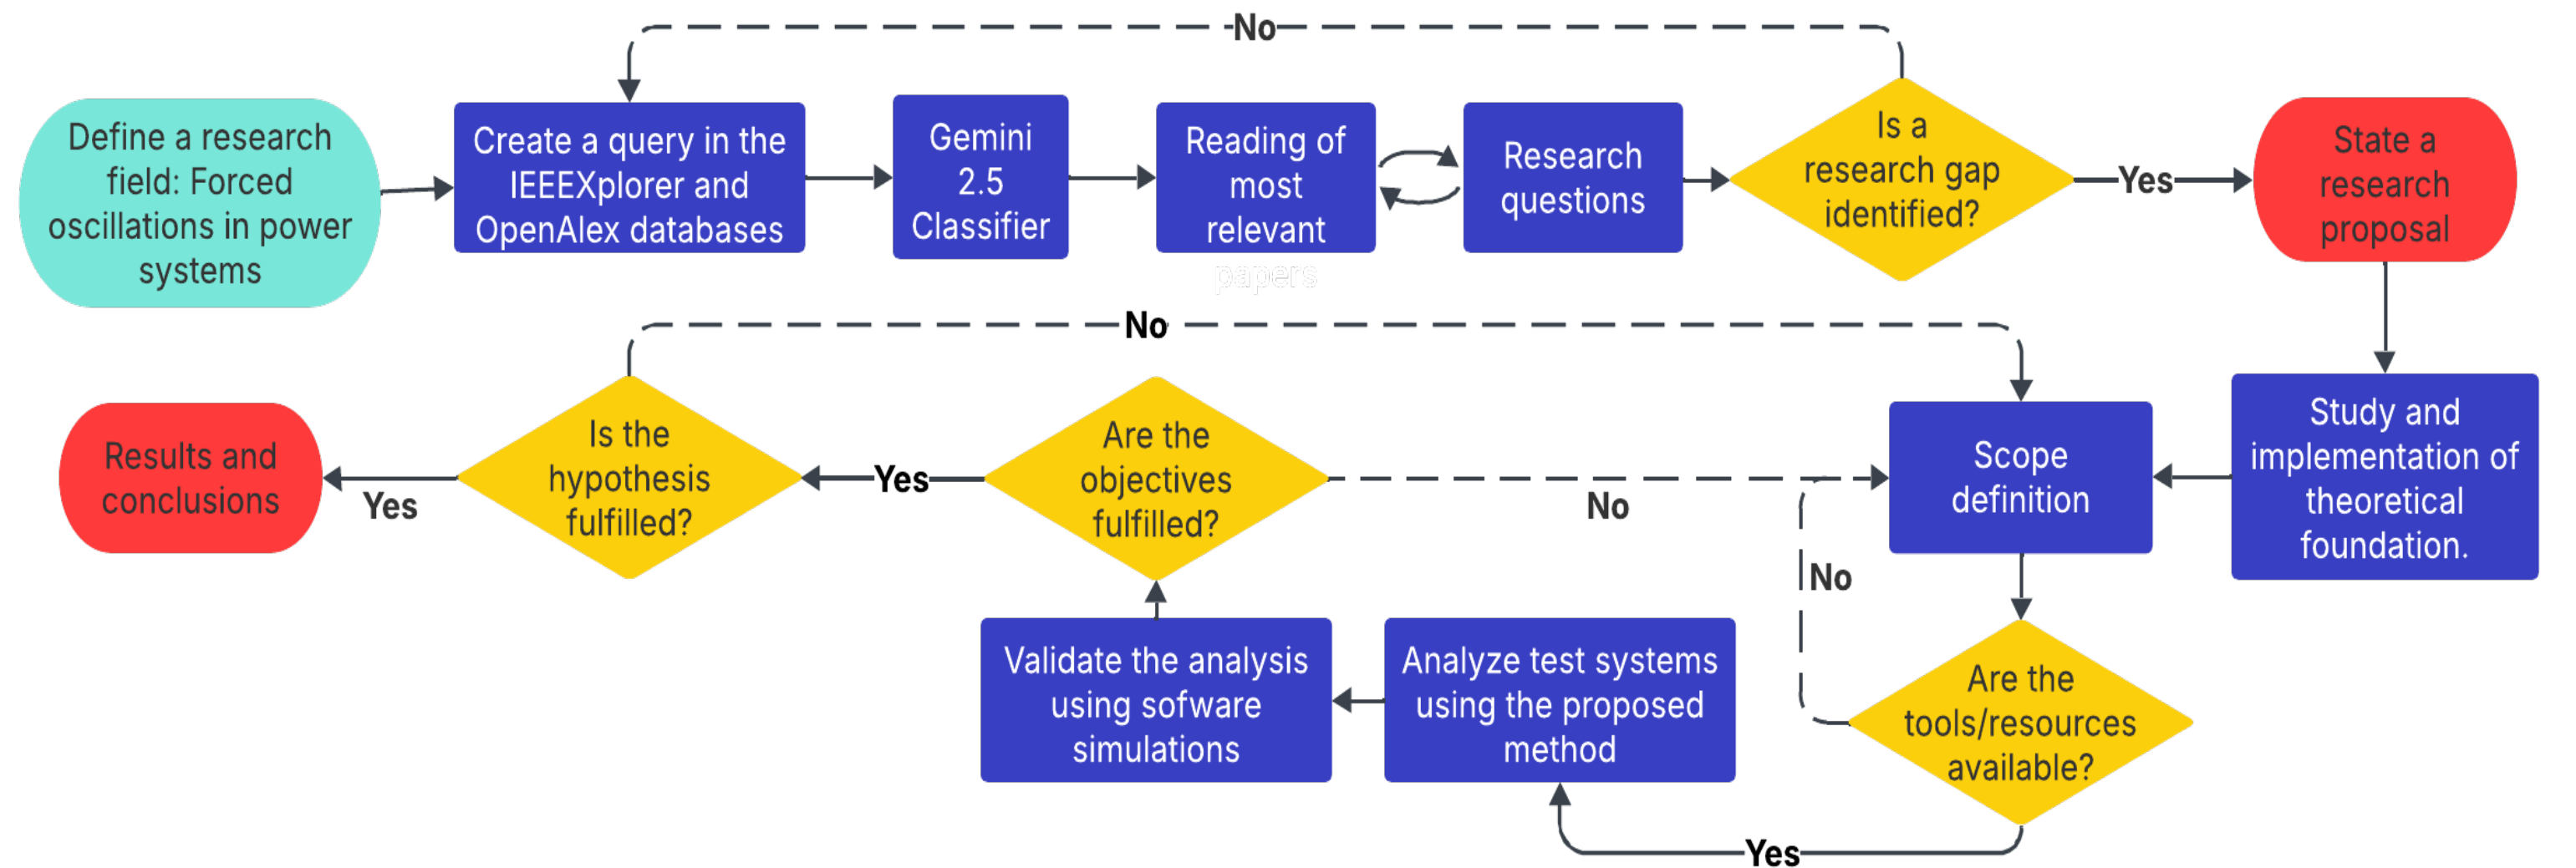 No
Define a research
field: Forced
oscillations in power
systems
Create a query in the
IEEEXplorer and
OpenAlex databases
Gemini
2.5
Classifier
Reading of
most
relevant
papers
Research
questions
Is a
research gap
identified?
Yes
State a
research
proposal
No
Results and
conclusions
Yes
Is the
hypothesis
fulfilled?
Yes
Are the
objectives
fulfilled?
No
Scope
definition
Study and
implementation of
theoretical
foundation.
No
Validate the analysis
using sofware
simulations
Analyze test systems
using the proposed
method
Are the
tools/resources
available?
Yes